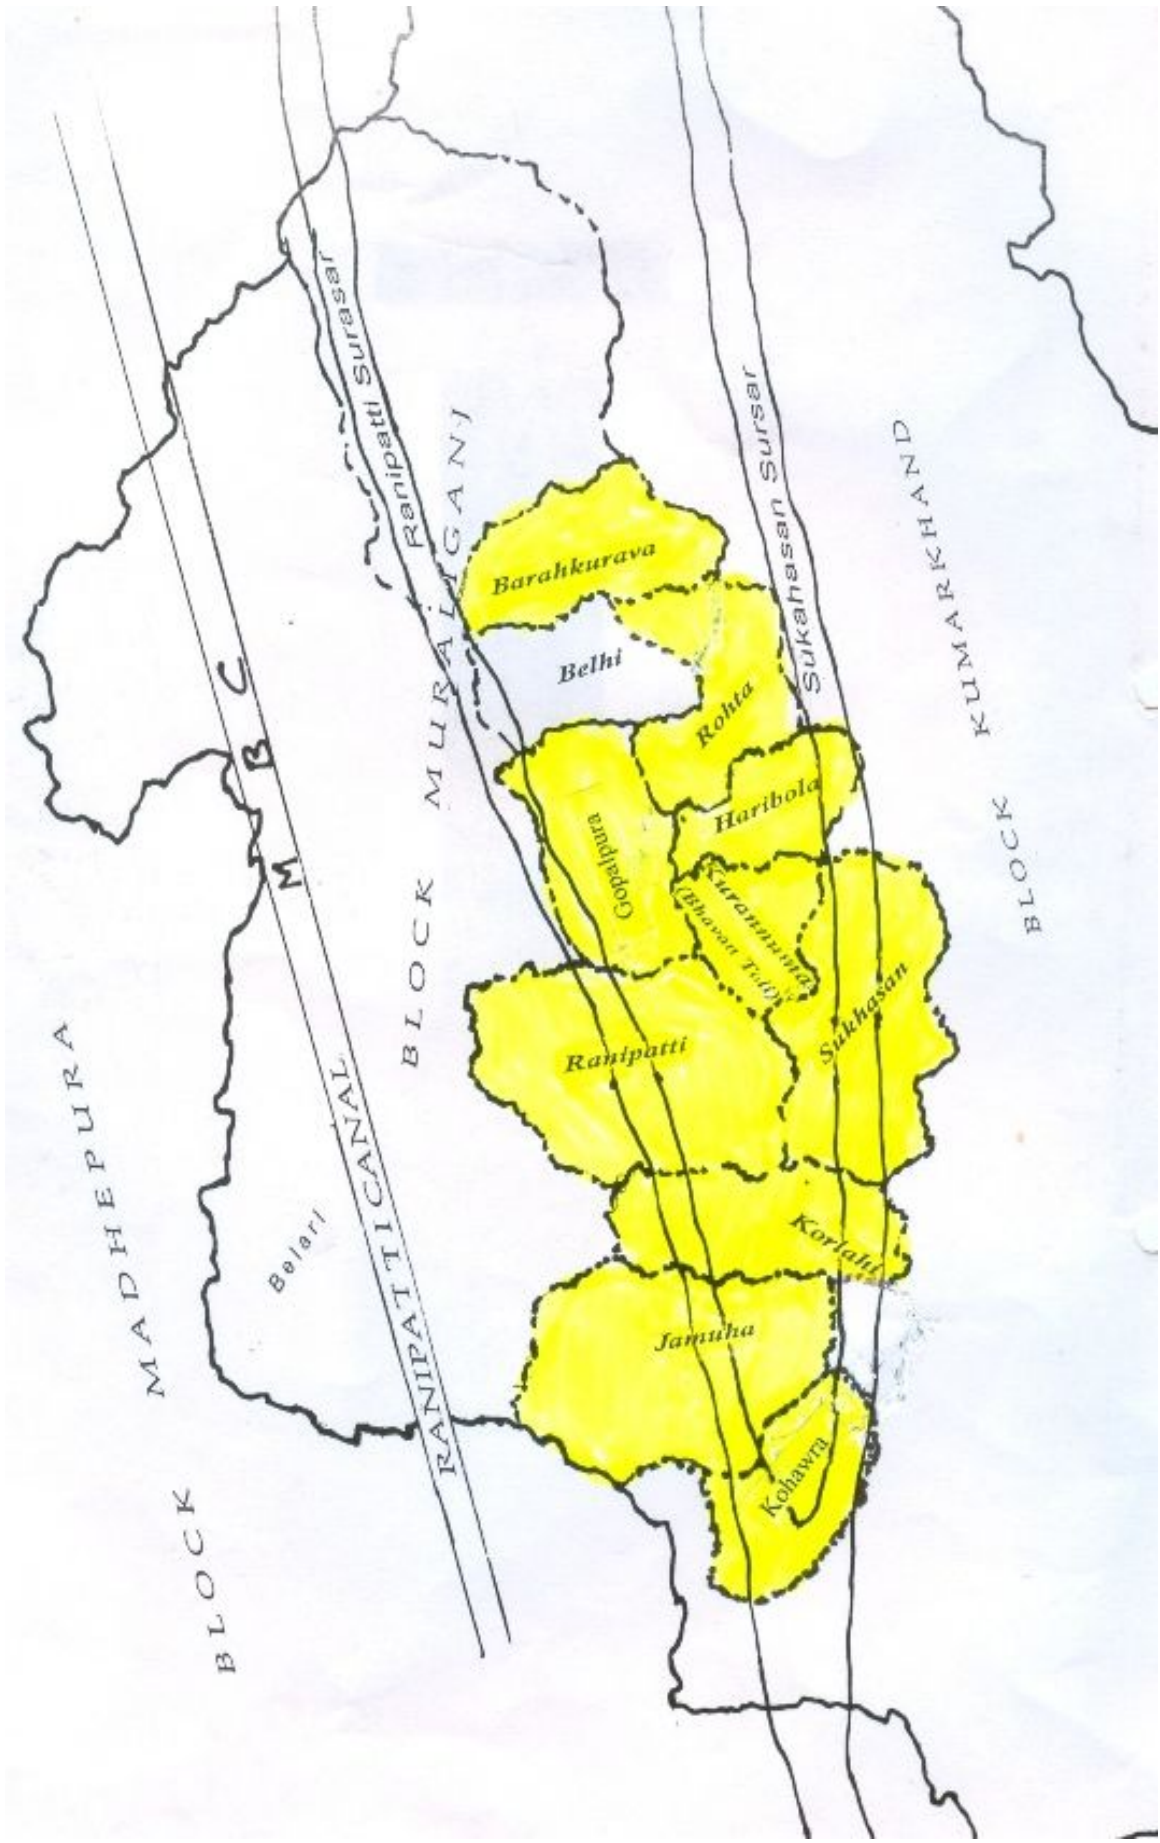 Ranipatti Surasar
Sukahasan Sursar
BLOCK MURALIGANJ
BLOCK KUMARKHAND
M B C
Barahkurava
Belhi
Rohta
Haribola
Gopalpura
(Bhavan Toli)
Sukhasan
Ranipatti
Korlahi
Jamuha
Kohawra
RANIPATTI CANAL
Belari
MADHEPURA
BLOCK